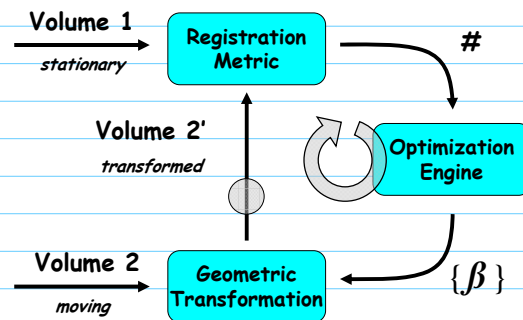 Volume 1
stationary
Registration
Metric
#
Volume 2'
transformed
Optimization
Engine
Volume 2
moving
Geometric
Transformation
{β}